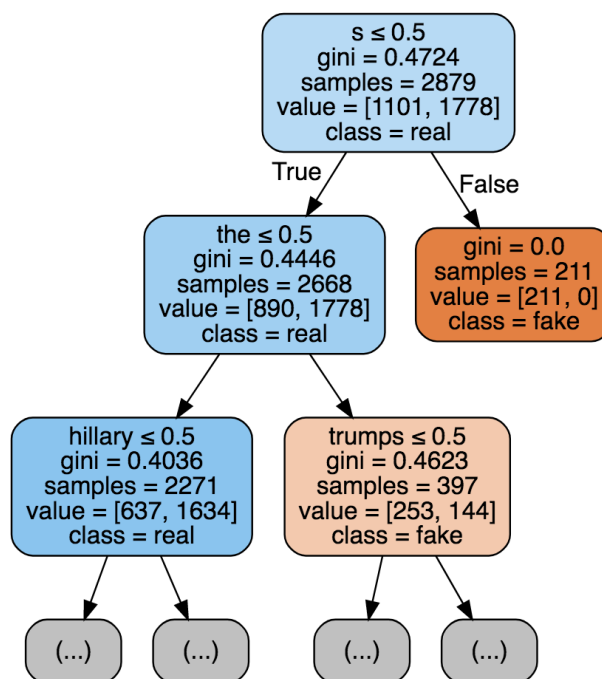 s ≤ 0.5
gini = 0.4724
samples = 2879
value = [1101, 1778]
class = real
True
False
the ≤ 0.5
gini = 0.4446
samples = 2668
value = [890, 1778]
class = real
gini = 0.0
samples = 211
value = [211, 0]
class = fake
hillary ≤ 0.5
gini = 0.4036
samples = 2271
value = [637, 1634]
class = real
trumps ≤ 0.5
gini = 0.4623
samples = 397
value = [253, 144]
class = fake
(...)
(...)
(...)
(...)